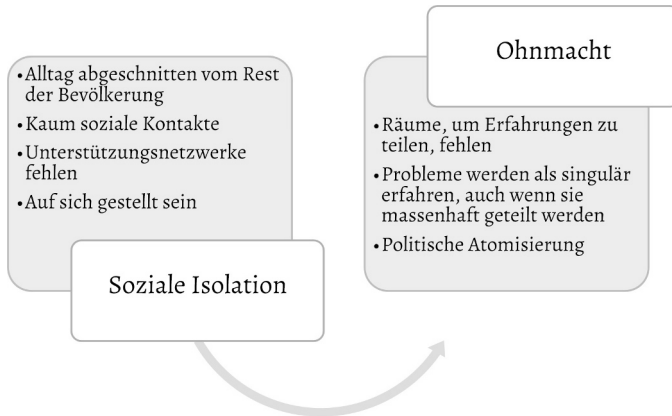 •Alltag abgeschnitten vom Rest
der Bevölkerung
•Kaum soziale Kontakte
•Unterstützungsnetzwerke
fehlen
•Auf sich gestellt sein
Soziale Isolation
Ohnmacht
•Räume, um Erfahrungen zu
teilen, fehlen
•Probleme werden als singulär
erfahren, auch wenn sie
massenhaft geteilt werden
•Politische Atomisierung